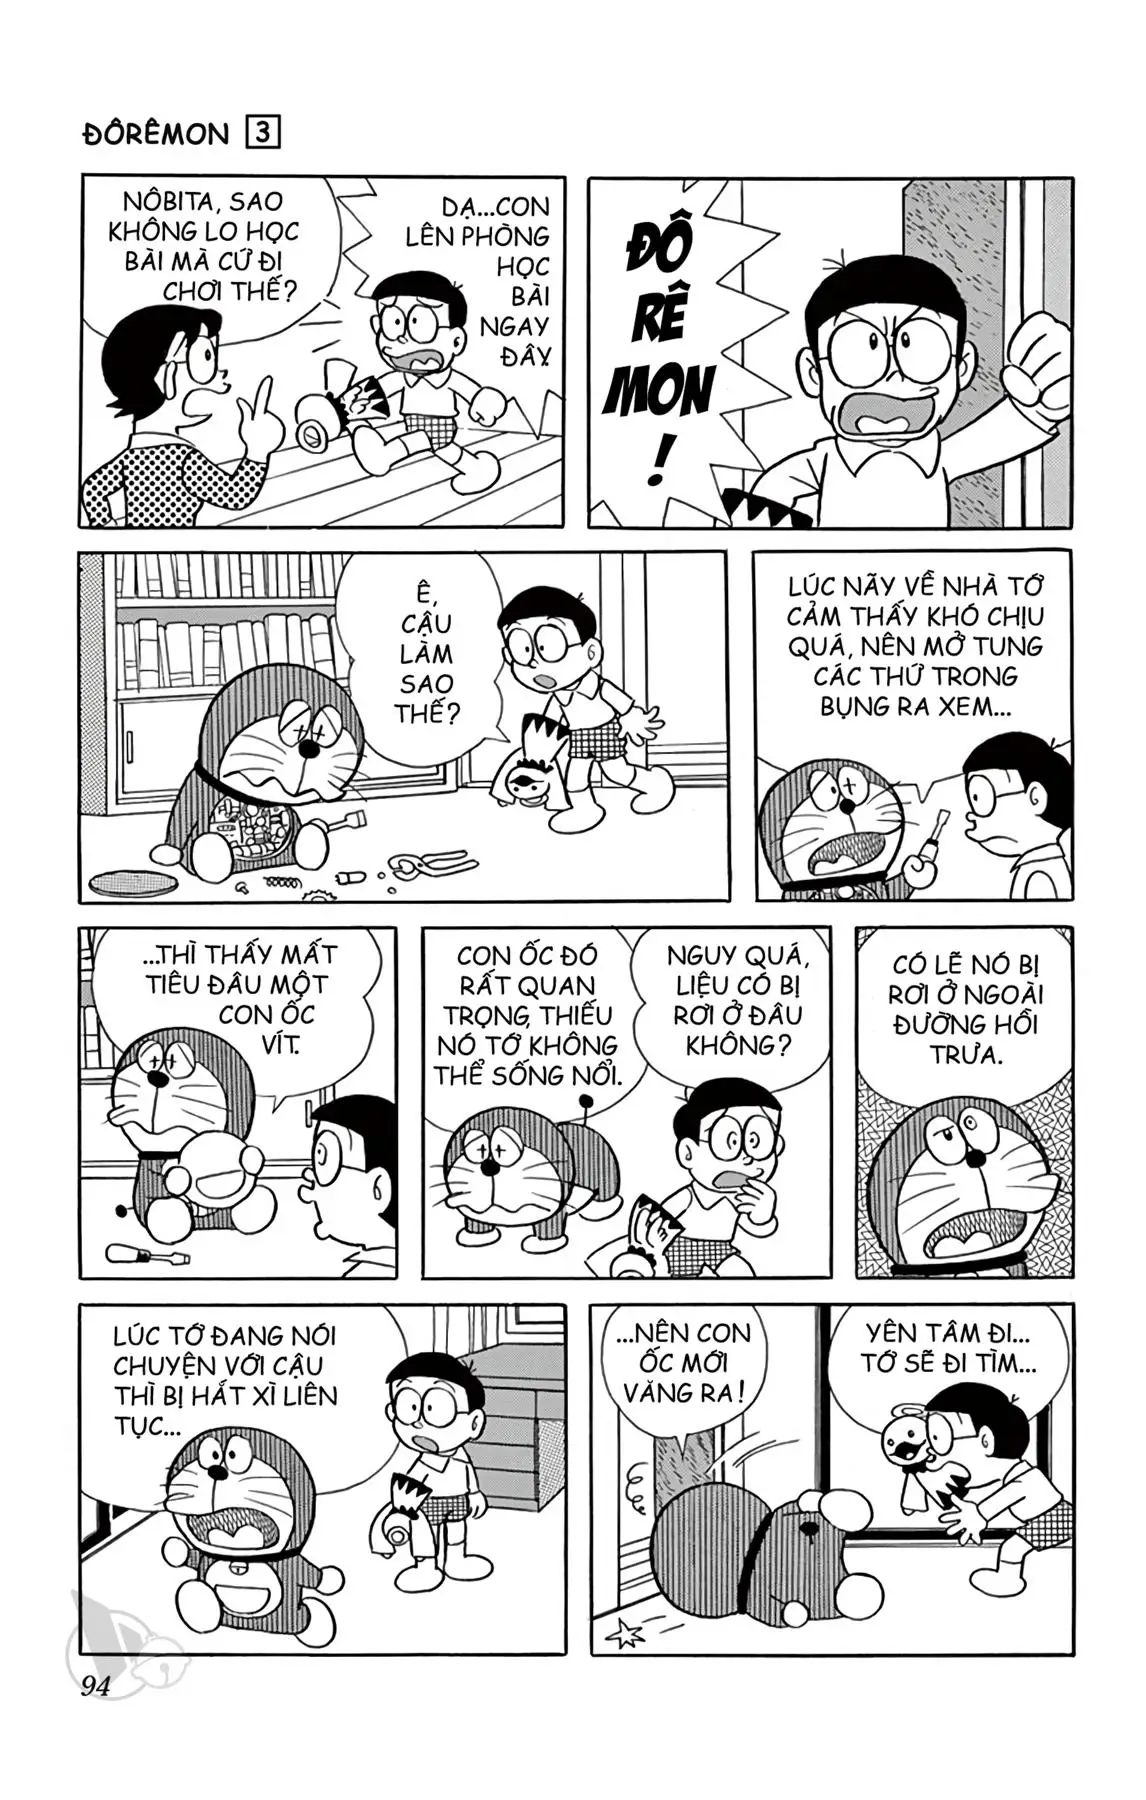 ĐÔRÊMON 3
NÔBITA, SAO
KHÔNG LO HỌC
BÀI MÀ CỨ ĐI
CHƠI THẾ?
DẠ...CON
LÊN PHÒNG
HỌC
BÀI
NGAY
ĐÂY.
ĐÔ
RÊ
MON
!
Ê,
CẬU
LÀM
SAO
THẾ?
LÚC NÃY VỀ NHÀ TỚ
CẢM THẤY KHÓ CHỊU
QUÁ, NÊN MỞ TUNG
CÁC THỨ TRONG
BỤNG RA XEM...
...THÌ THẤY MẤT
TIÊU ĐÂU MỘT
CON ỐC
VÍT.
CON ỐC ĐÓ
RẤT QUAN
TRỌNG, THIẾU
NÓ TỚ KHÔNG
THỂ SỐNG NỔI.
NGUY QUÁ,
LIỆU CÓ BỊ
RƠI Ở ĐÂU
KHÔNG?
CÓ LẼ NÓ BỊ
RƠI Ở NGOÀI
ĐƯỜNG HỒI
TRƯA.
LÚC TỚ ĐANG NÓI
CHUYỆN VỚI CẬU
THÌ BỊ HẮT XÌ LIÊN
TỤC...
...NÊN CON
ỐC MỚI
VĂNG RA!
YÊN TÂM ĐI...
TỚ SẼ ĐI TÌM...
94